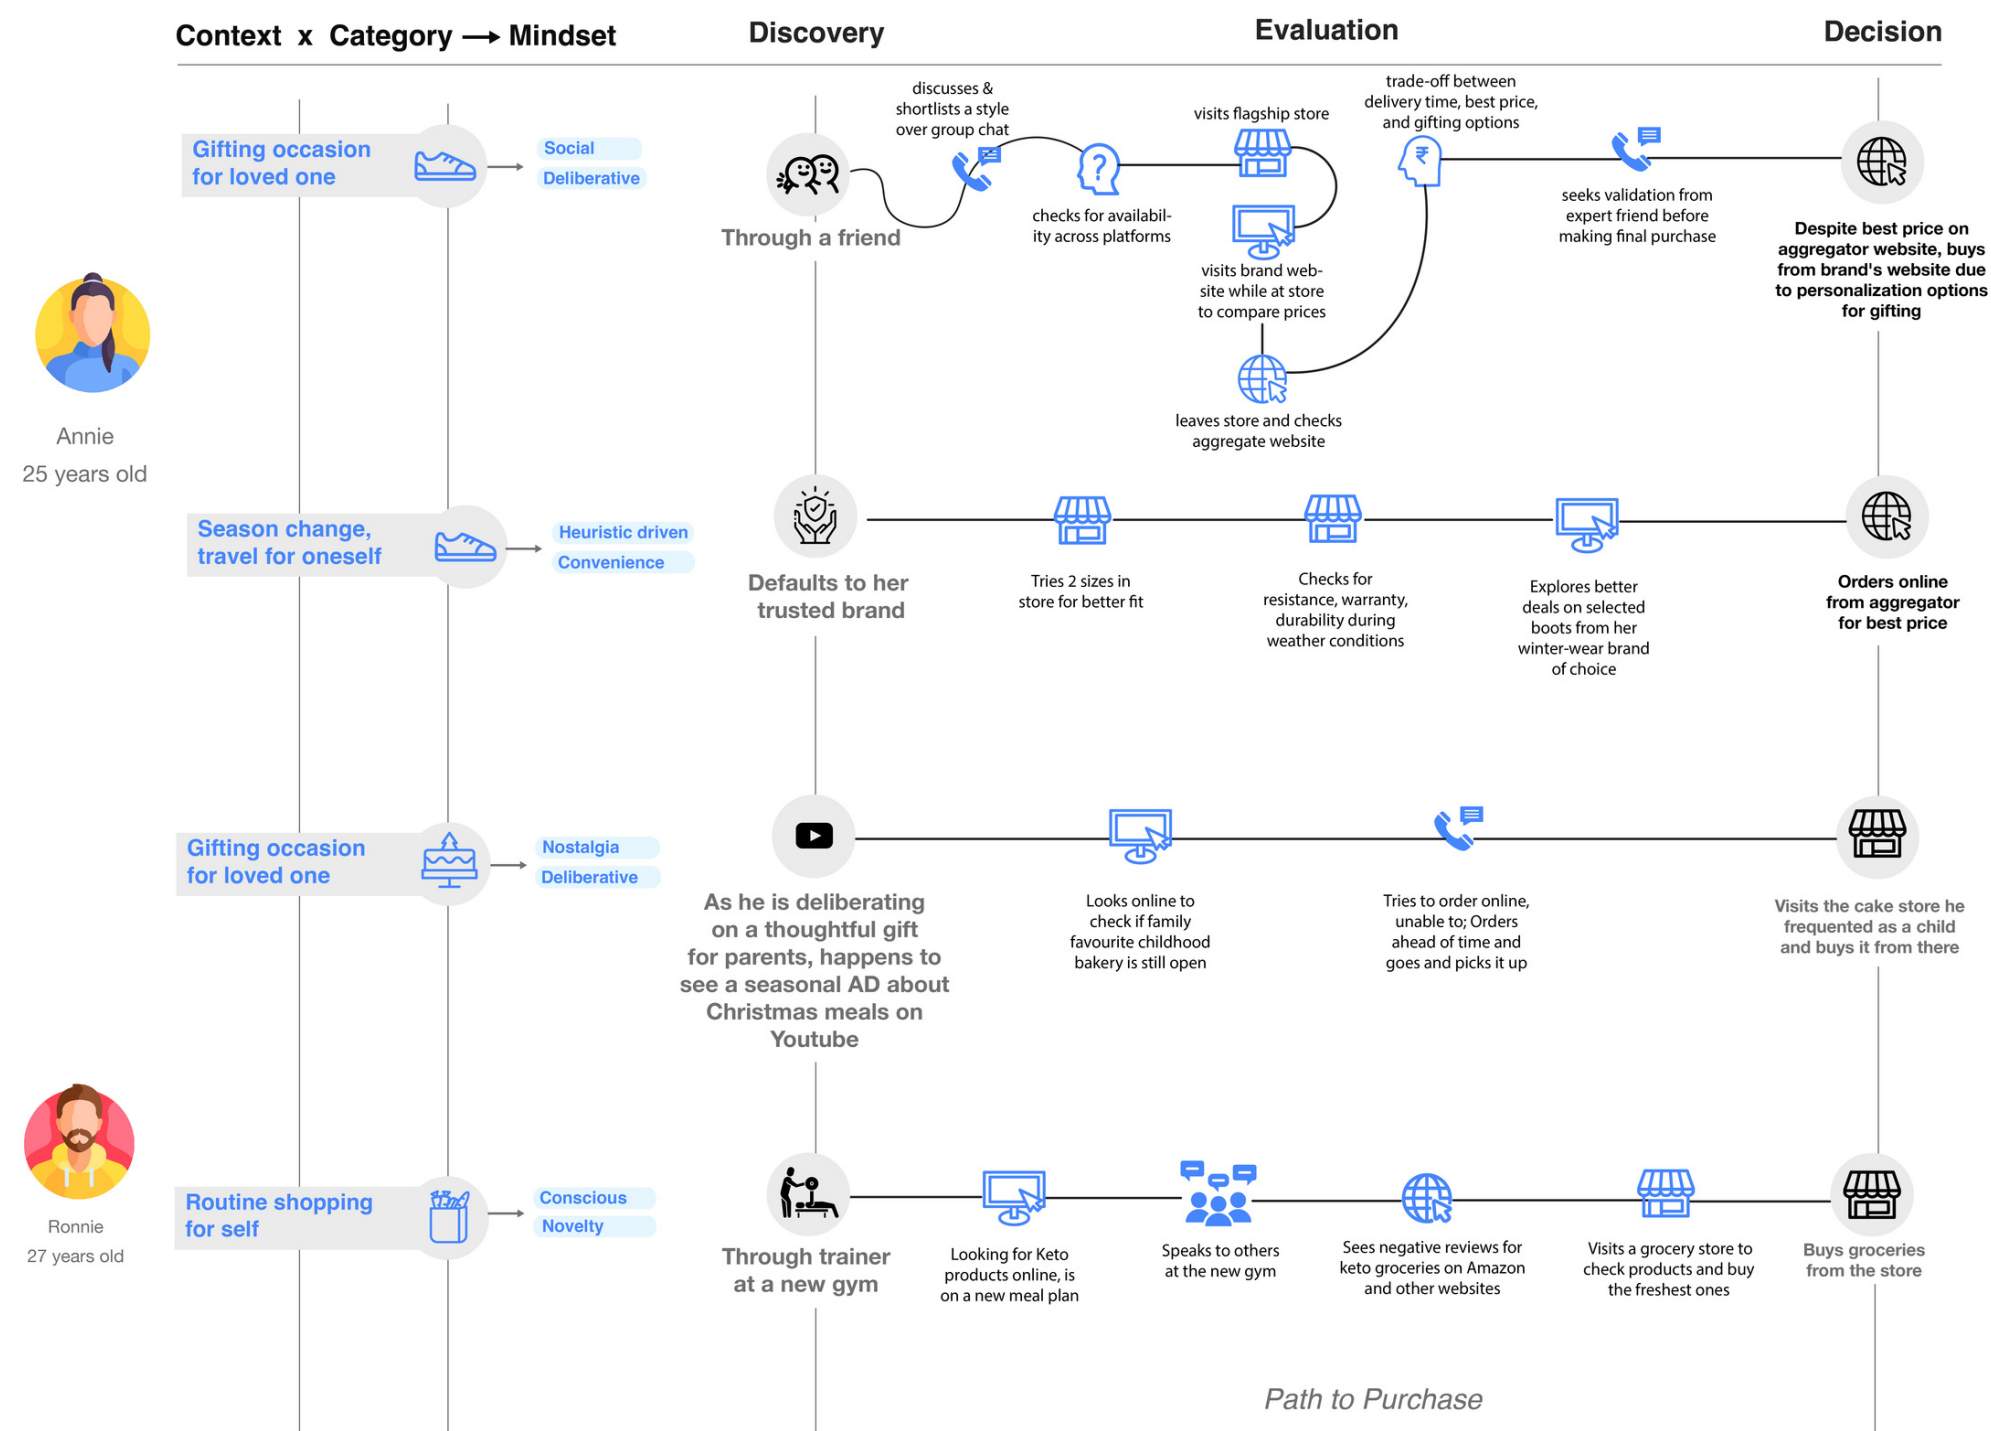 Context x Category → Mindset
Discovery
Evaluation
Decision
Annie
25 years old
Gifting occasion
for loved one
Social
Deliberative
Through a friend
discusses &
shortlists a style
over group chat
checks for availabil-
ity across platforms
visits flagship store
visits brand web-
site while at store
to compare prices
leaves store and checks
aggregate website
trade-off between
delivery time, best price,
and gifting options
₹
seeks validation from
expert friend before
making final purchase
Despite best price on
aggregator website, buys
from brand's website due
to personalization options
for gifting
Season change,
travel for oneself
Heuristic driven
Convenience
Defaults to her
trusted brand
Tries 2 sizes in
store for better fit
Checks for
resistance, warranty,
durability during
weather conditions
Explores better
deals on selected
boots from her
winter-wear brand
of choice
Orders online
from aggregator
for best price
Ronnie
27 years old
Gifting occasion
for loved one
Nostalgia
Deliberative
As he is deliberating
on a thoughtful gift
for parents, happens to
see a seasonal AD about
Christmas meals on
Youtube
Looks online to
check if family
favourite childhood
bakery is still open
Tries to order online,
unable to; Orders
ahead of time and
goes and picks it up
Visits the cake store he
frequented as a child
and buys it from there
Routine shopping
for self
Conscious
Novelty
Through trainer
at a new gym
Looking for Keto
products online, is
on a new meal plan
Speaks to others
at the new gym
Sees negative reviews for
keto groceries on Amazon
and other websites
Visits a grocery store to
check products and buy
the freshest ones
Buys groceries
from the store
Path to Purchase